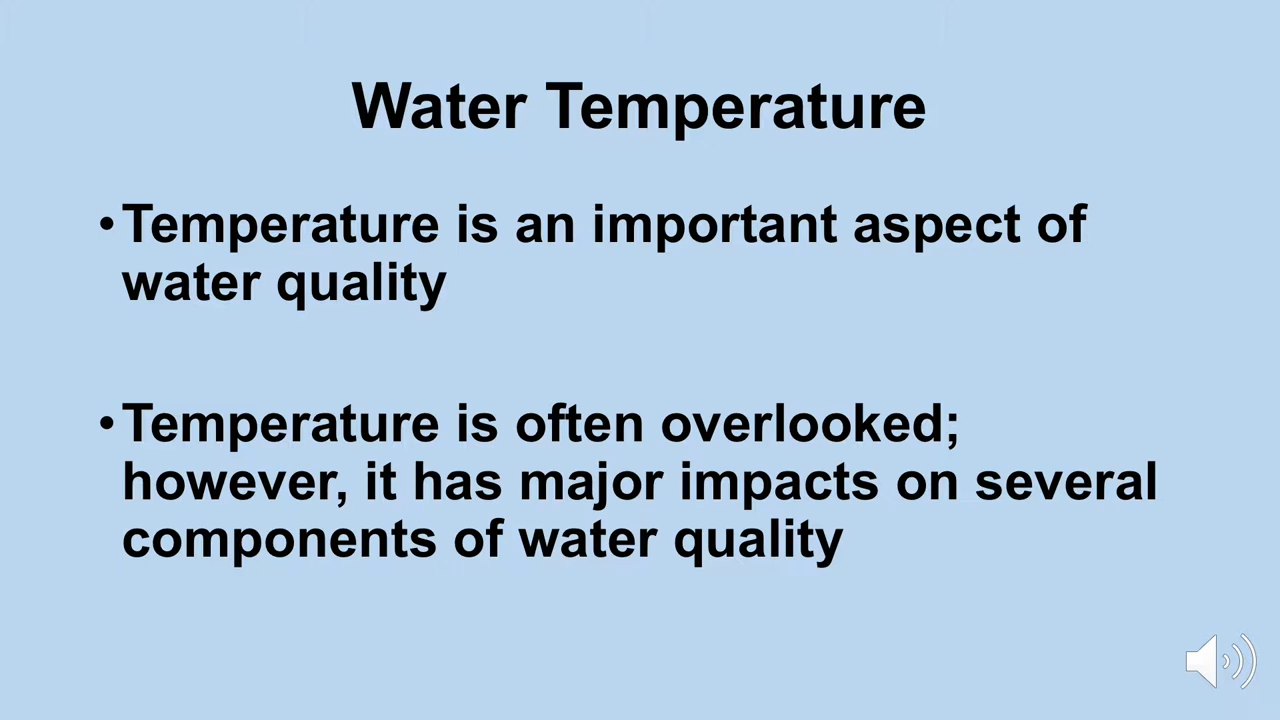 Water Temperature
•Temperature is an important aspect of
water quality
•Temperature is often overlooked;
however, it has major impacts on several
components of water quality